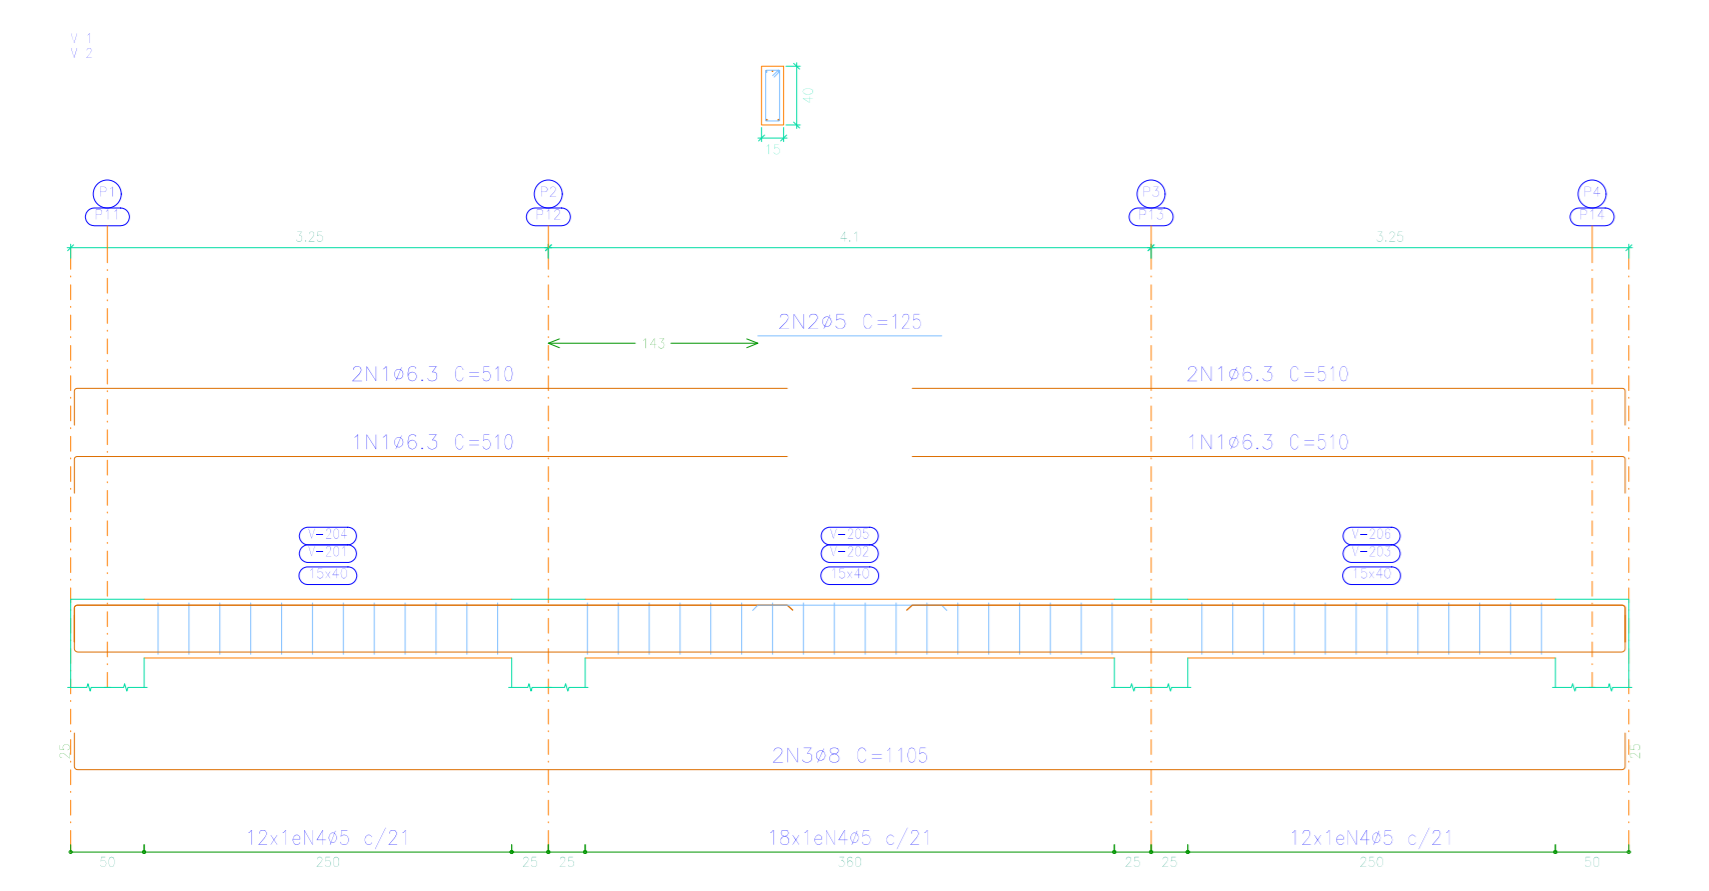 V 1
V 2
40
15
P1 P2 P3 P4
P11 P12 P13 P14
3.25 4.1 3.25
2N2ø5 C=125
143
2N1ø6.3 C=510 2N1ø6.3 C=510
1N1ø6.3 C=510 1N1ø6.3 C=510
V-204 V-205 V-206
V-201 V-202 V-203
15x40 15x40 15x40
25 2N3ø8 C=1105 25
12x1eN4ø5 c/21 18x1eN4ø5 c/21 12x1eN4ø5 c/21
50 250 25 25 360 25 25 250 50